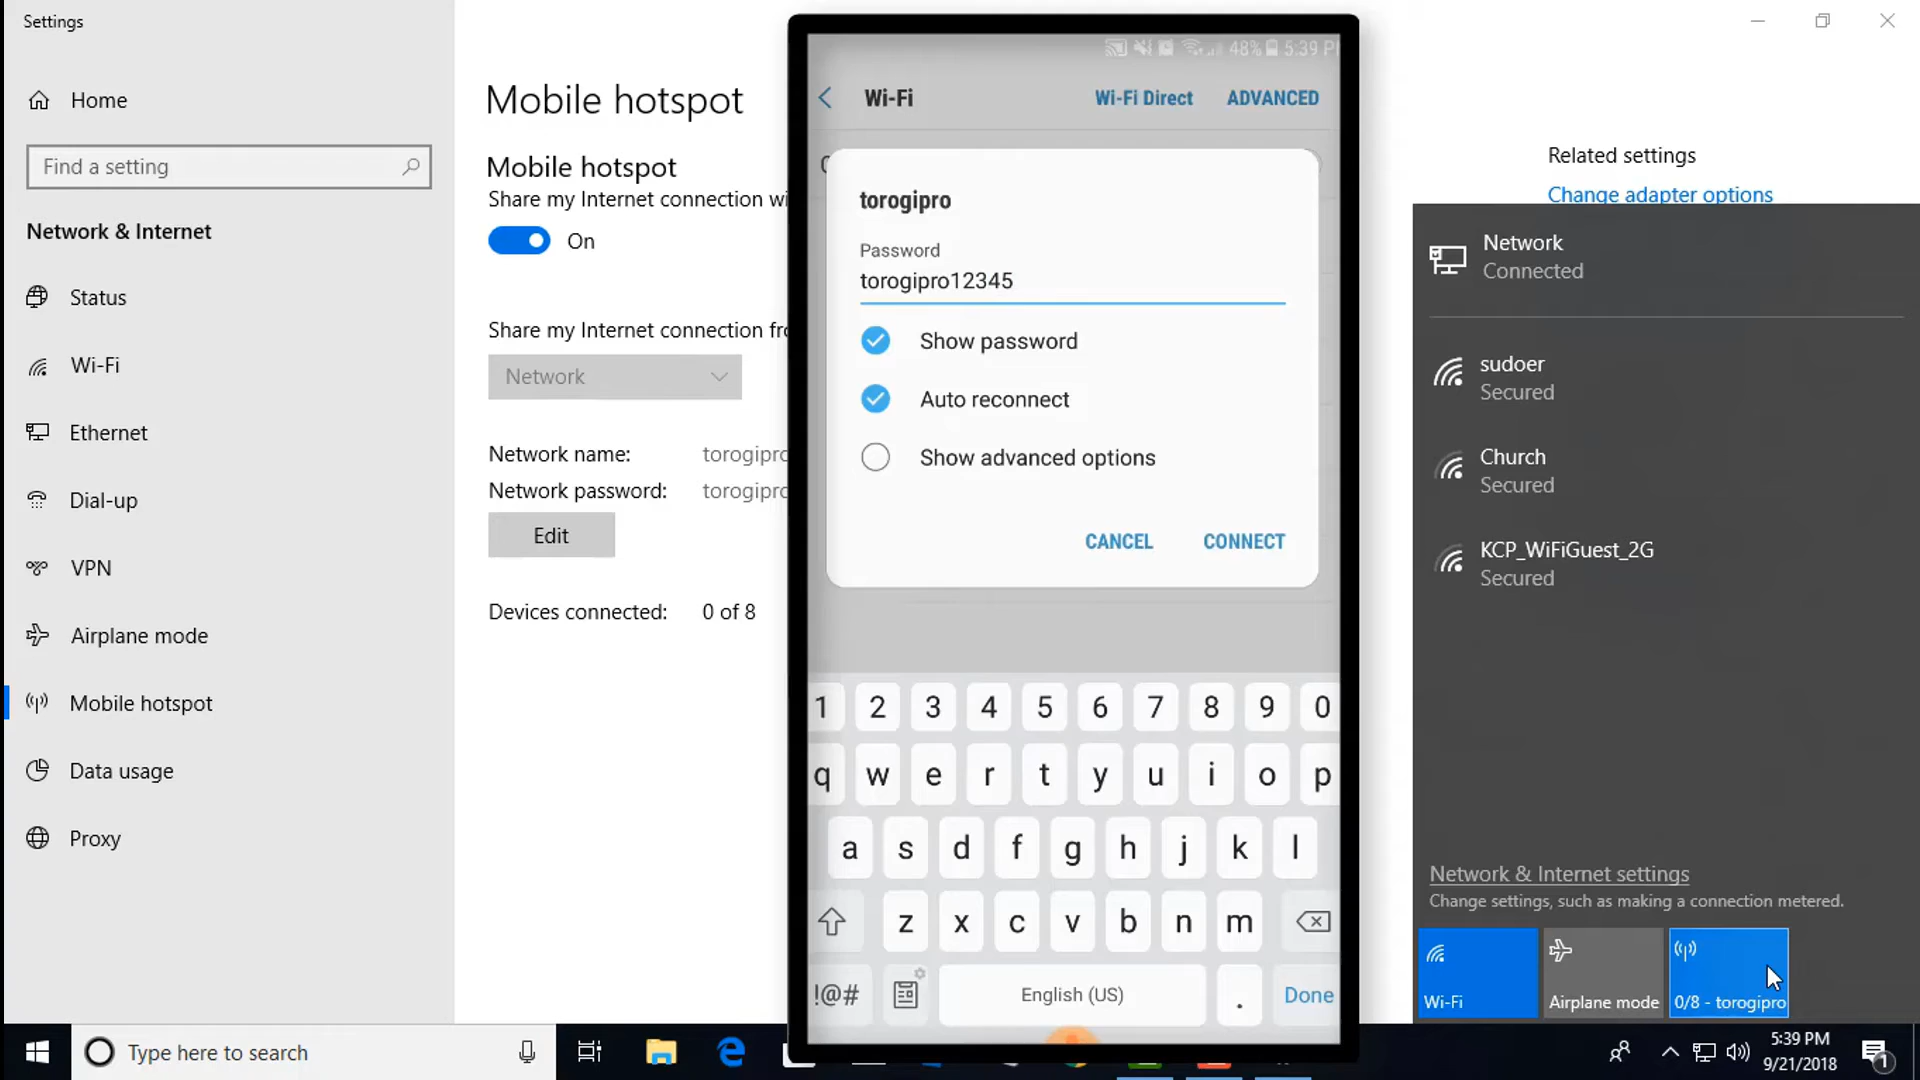 Settings
Home
Find a setting
Network & Internet
Status
Wi-Fi
Ethernet
Dial-up
VPN
Airplane mode
Mobile hotspot
Data usage
Proxy
Mobile hotspot
Mobile hotspot
Share my Internet connection
On
Share my Internet connection
Network
Network name:
Network password:
Edit
Devices connected: 0 of 8
48% 5:39
Wi-Fi
Wi-Fi Direct
ADVANCED
torogipro
Password
torogipro12345
Show password
Auto reconnect
Show advanced options
CANCEL
CONNECT
1 2 3 4 5 6 7 8 9 0
q w e r t y u i o p
a s d f g h j k l
z x c v b n m
!@#
English (US)
.
Done
Related settings
Change adapter options
Network
Connected
sudoer
Secured
Church
Secured
KCP_WiFiGuest_2G
Secured
Network & Internet settings
Change settings, such as making a connection metered.
Wi-Fi
Airplane mode
0/8 - torogipro
Type here to search
5:39 PM
9/21/2018
1